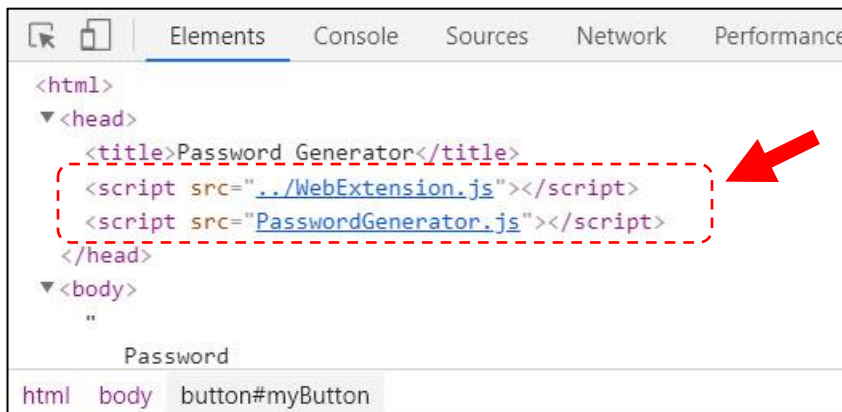 Elements Console Sources Network Performance
<html>
<head>
<title>Password Generator</title>
<script src="../WebExtension.js"></script>
<script src="PasswordGenerator.js"></script>
</head>
<body>
"
Password
html body button#myButton